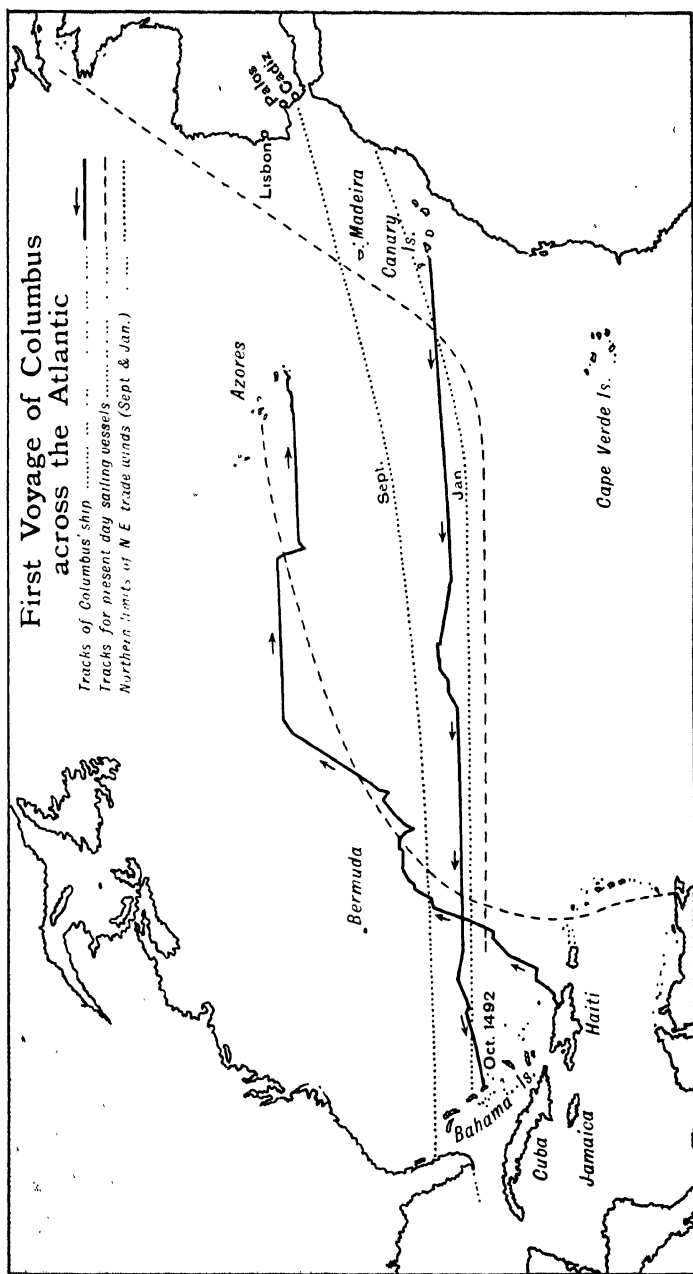 First Voyage of Columbus
across the Atlantic
Tracks of Columbus' ship
Tracks for present day sailing vessels
Northern limits of N E trade winds (Sept & Jan.)
Palos
Cadiz
Lisbon
Madeira
Canary
Is.
Azores
Sept.
Jan
Cape Verde Is.
Bermuda
Oct. 1492
Bahama Is.
Cuba
Haiti
Jamaica